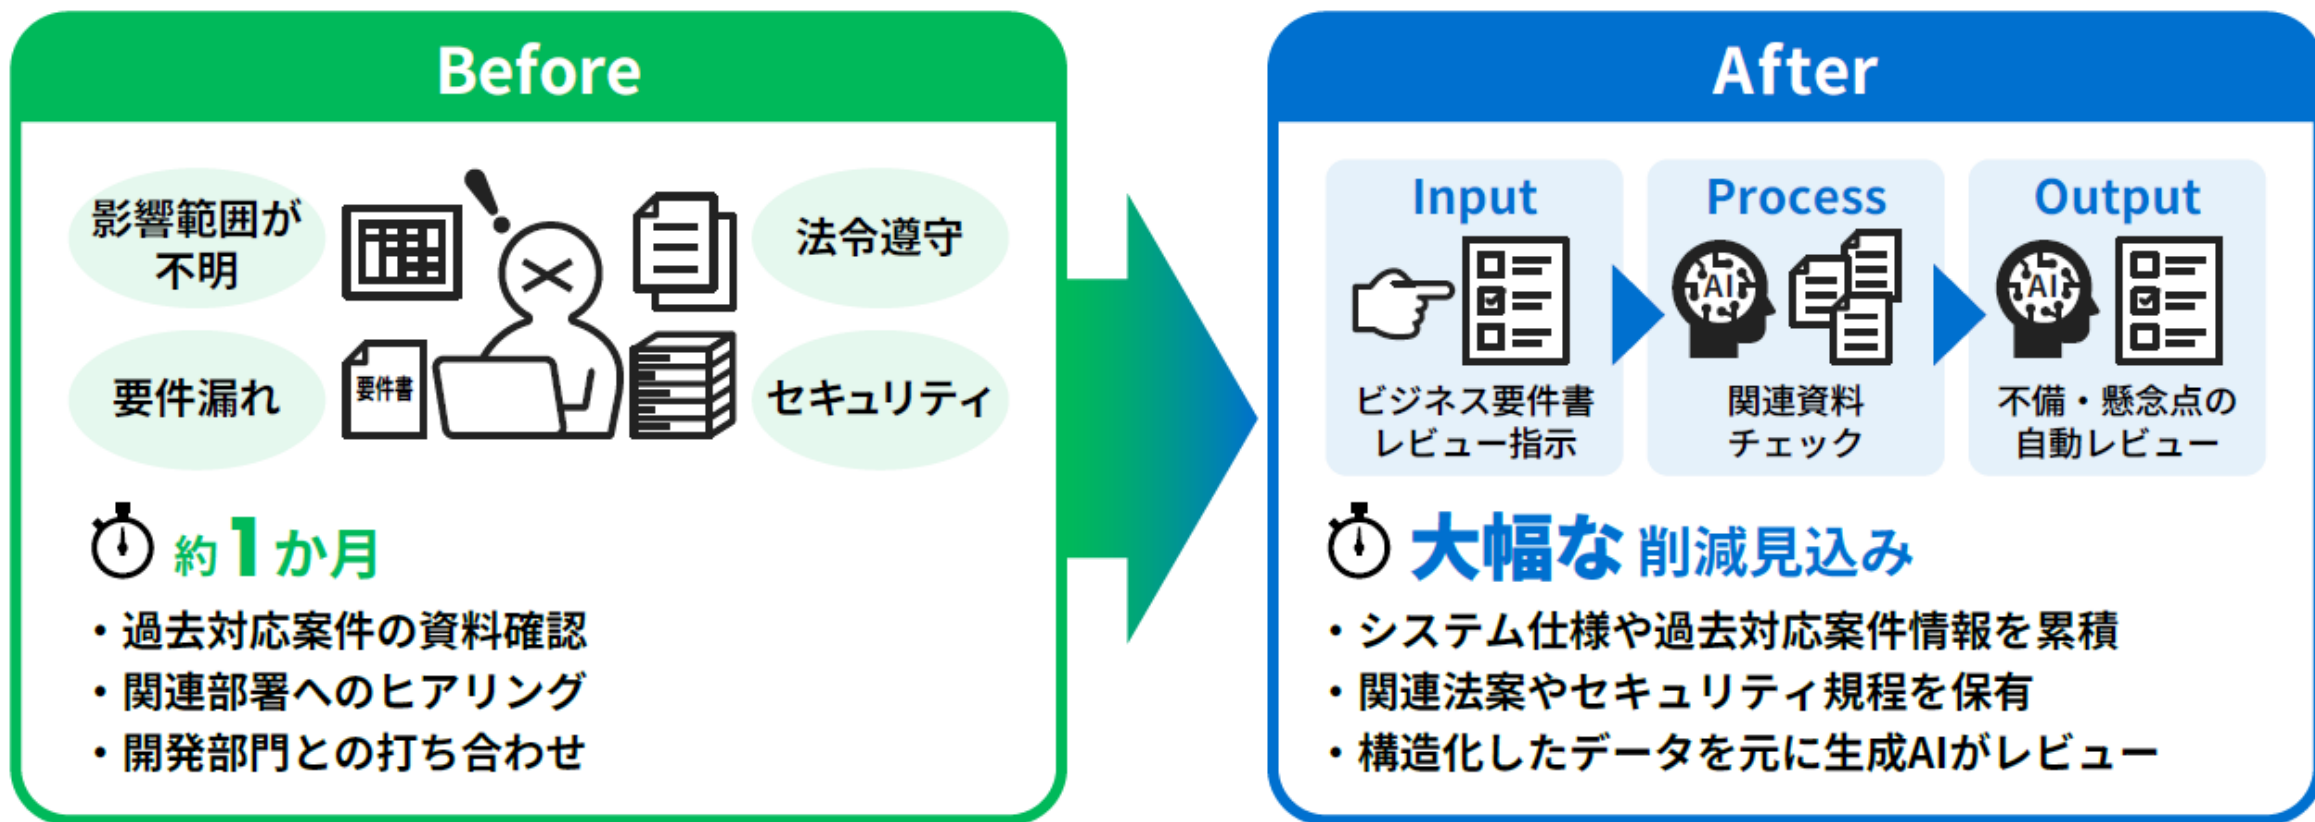 Before
影響範囲が
不明
法令遵守
要件漏れ
要件書
セキュリティ
約1か月
・過去対応案件の資料確認
・関連部署へのヒアリング
・開発部門との打ち合わせ
After
Input
ビジネス要件書
レビュー指示
Process
AI
関連資料
チェック
Output
AI
不備・懸念点の
自動レビュー
大幅な削減見込み
・システム仕様や過去対応案件情報を累積
・関連法案やセキュリティ規程を保有
・構造化したデータを元に生成AIがレビュー